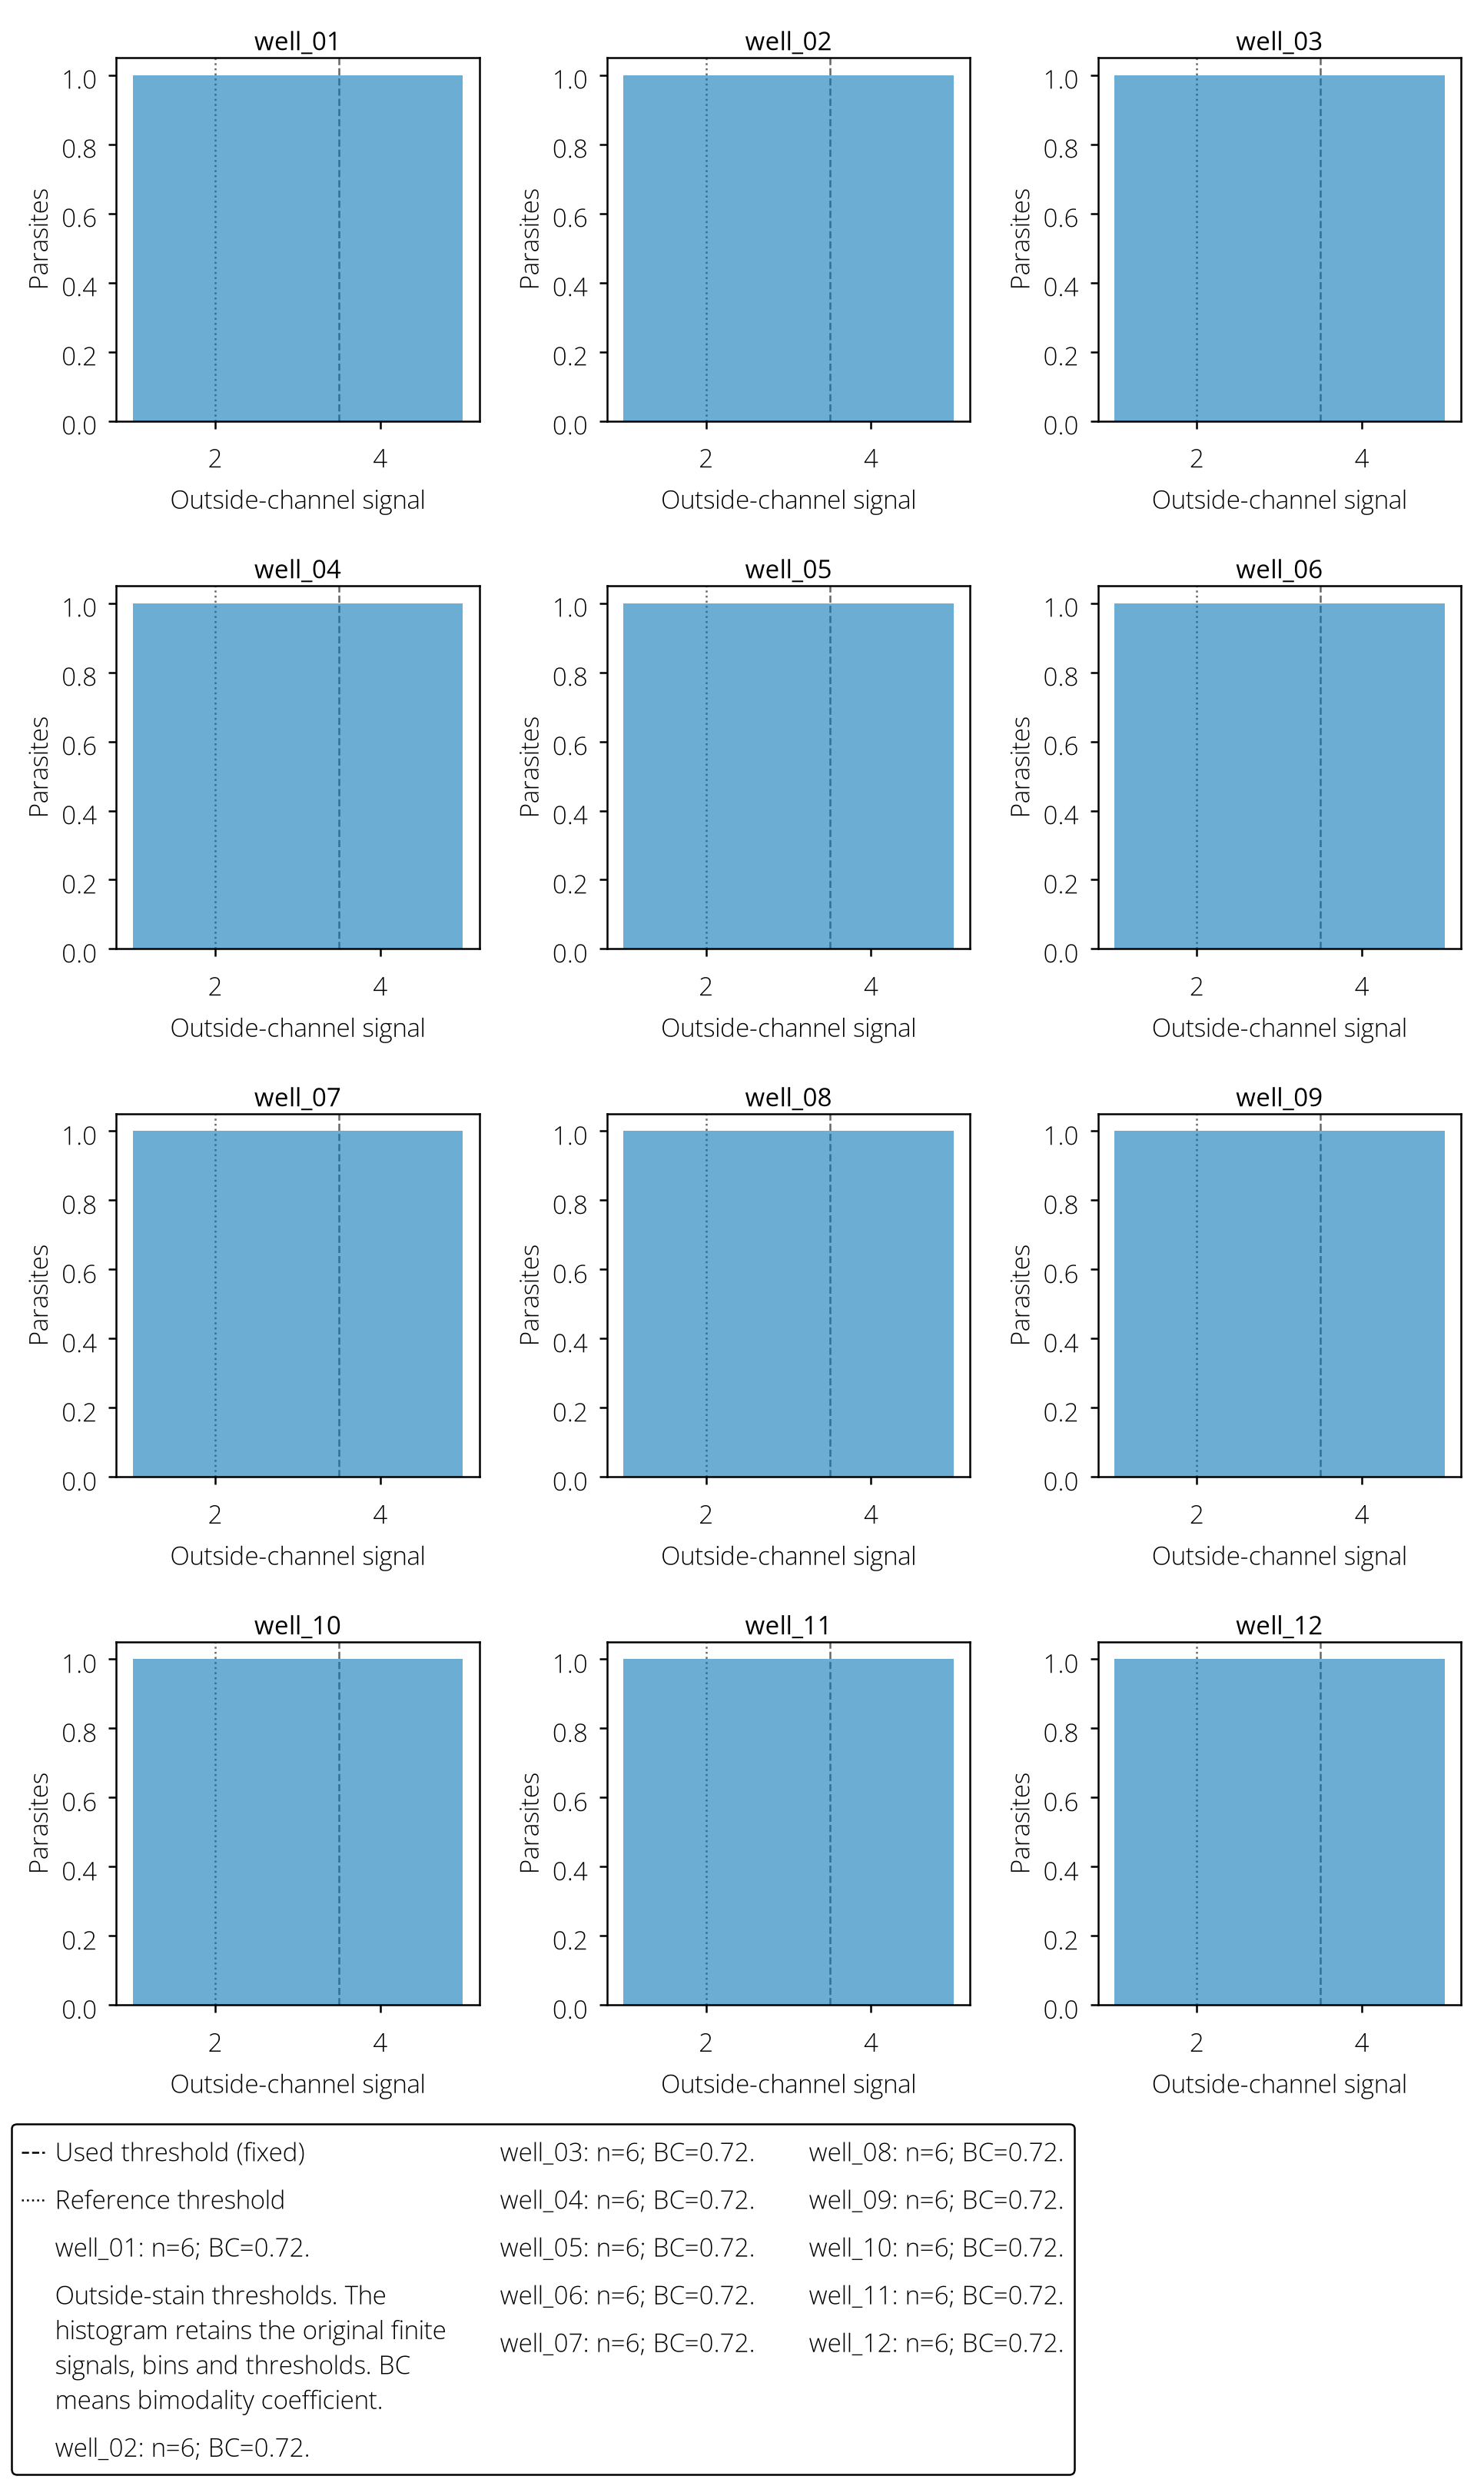 well_01
well_02
well_03
1.0
0.8
0.6
0.4
0.2
0.0
Parasites
2
4
Outside-channel signal
1.0
0.8
0.6
0.4
0.2
0.0
Parasites
2
4
Outside-channel signal
1.0
0.8
0.6
0.4
0.2
0.0
Parasites
2
4
Outside-channel signal
well_04
well_05
well_06
1.0
0.8
0.6
0.4
0.2
0.0
Parasites
2
4
Outside-channel signal
1.0
0.8
0.6
0.4
0.2
0.0
Parasites
2
4
Outside-channel signal
1.0
0.8
0.6
0.4
0.2
0.0
Parasites
2
4
Outside-channel signal
well_07
well_08
well_09
1.0
0.8
0.6
0.4
0.2
0.0
Parasites
2
4
Outside-channel signal
1.0
0.8
0.6
0.4
0.2
0.0
Parasites
2
4
Outside-channel signal
1.0
0.8
0.6
0.4
0.2
0.0
Parasites
2
4
Outside-channel signal
well_10
well_11
well_12
1.0
0.8
0.6
0.4
0.2
0.0
Parasites
2
4
Outside-channel signal
1.0
0.8
0.6
0.4
0.2
0.0
Parasites
2
4
Outside-channel signal
1.0
0.8
0.6
0.4
0.2
0.0
Parasites
2
4
Outside-channel signal
Used threshold (fixed)
Reference threshold
well_01: n=6; BC=0.72.
Outside-stain thresholds. The
histogram retains the original finite
signals, bins and thresholds. BC
means bimodality coefficient.
well_02: n=6; BC=0.72.
well_03: n=6; BC=0.72.
well_04: n=6; BC=0.72.
well_05: n=6; BC=0.72.
well_06: n=6; BC=0.72.
well_07: n=6; BC=0.72.
well_08: n=6; BC=0.72.
well_09: n=6; BC=0.72.
well_10: n=6; BC=0.72.
well_11: n=6; BC=0.72.
well_12: n=6; BC=0.72.